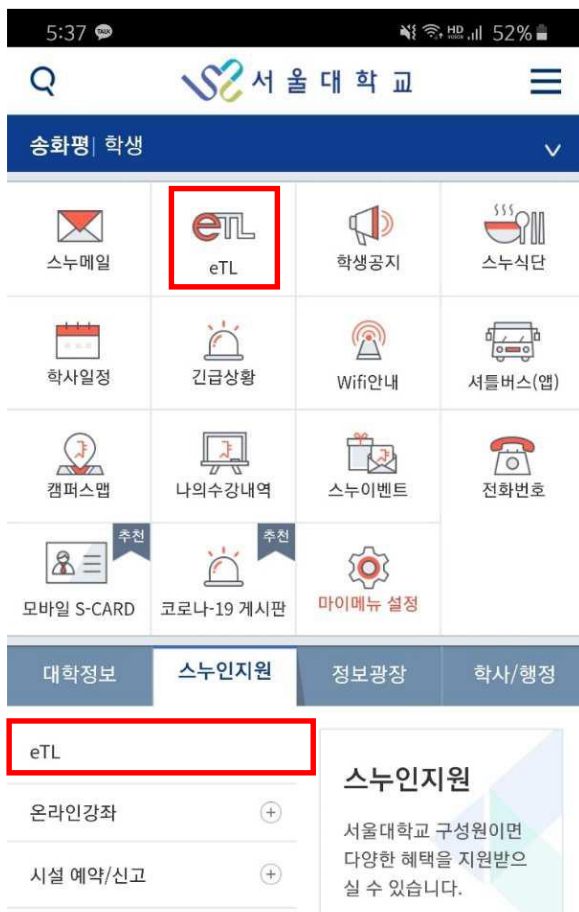 5:37 TALK HD VOICE 52%
서울대학교
송화평| 학생
eTL
스누메일 eTL 학생공지 스누식단
학사일정 긴급상황 Wifi안내 셔틀버스(앱)
캠퍼스맵 나의수강내역 스누이벤트 전화번호
추천 추천
모바일 S-CARD 코로나-19 게시판 마이메뉴 설정
대학정보 스누인지원 정보광장 학사/행정
eTL
온라인강좌
시설 예약/신고
스누인지원
서울대학교 구성원이면
다양한 혜택을 지원받으
실 수 있습니다.